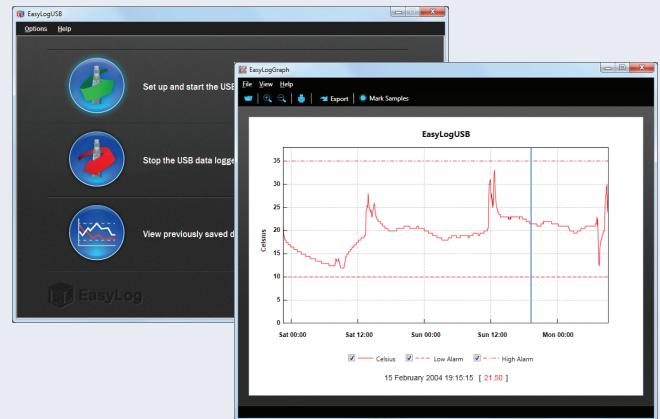 EasyLogUSB
Options Help
Set up and start the USB
Stop the USB data logge
View previously saved d
EasyLog
EasyLogGraph
File View Help
Export Mark Samples
EasyLogUSB
Celsius
35
30
25
20
15
10
5
0
Sat 00:00 Sat 12:00 Sun 00:00 Sun 12:00 Mon 00:00
Celsius Low Alarm High Alarm
15 February 2004 19:15:15 [ 21.50 ]